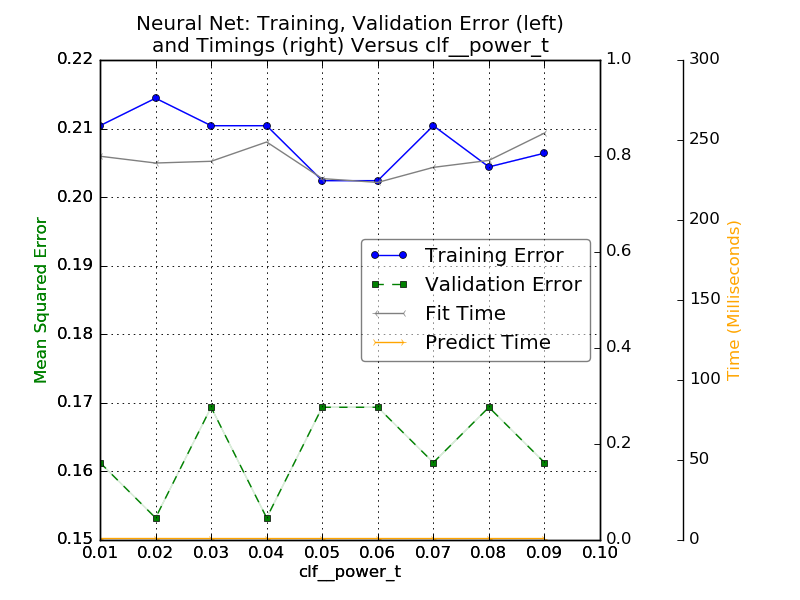 Neural Net: Training, Validation Error (left)
and Timings (right) Versus clf__power_t
0.22
0.21
0.20
0.19
0.18
0.17
0.16
0.15
Mean Squared Error
1.0
0.8
0.6
0.4
0.2
0.0
300
250
200
150
100
50
0
Time (Milliseconds)
Training Error
Validation Error
Fit Time
Predict Time
0.01 0.02 0.03 0.04 0.05 0.06 0.07 0.08 0.09 0.10
clf__power_t